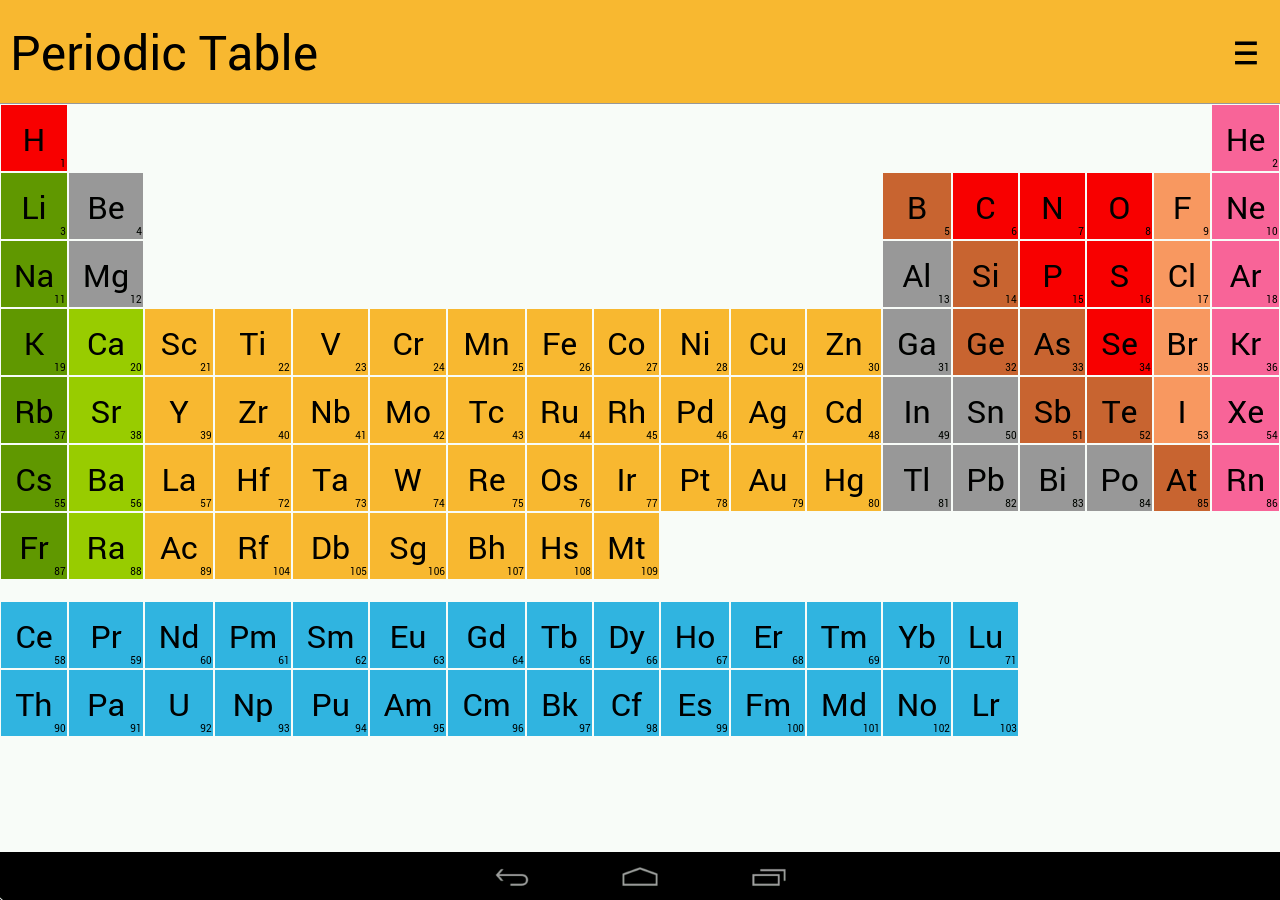 Periodic Table
H 1 He 2
Li 3 Be 4 B 5 C 6 N 7 O 8 F 9 Ne 10
Na 11 Mg 12 Al 13 Si 14 P 15 S 16 Cl 17 Ar 18
K 19 Ca 20 Sc 21 Ti 22 V 23 Cr 24 Mn 25 Fe 26 Co 27 Ni 28 Cu 29 Zn 30 Ga 31 Ge 32 As 33 Se 34 Br 35 Kr 36
Rb 37 Sr 38 Y 39 Zr 40 Nb 41 Mo 42 Tc 43 Ru 44 Rh 45 Pd 46 Ag 47 Cd 48 In 49 Sn 50 Sb 51 Te 52 I 53 Xe 54
Cs 55 Ba 56 La 57 Hf 72 Ta 73 W 74 Re 75 Os 76 Ir 77 Pt 78 Au 79 Hg 80 Tl 81 Pb 82 Bi 83 Po 84 At 85 Rn 86
Fr 87 Ra 88 Ac 89 Rf 104 Db 105 Sg 106 Bh 107 Hs 108 Mt 109
Ce 58 Pr 59 Nd 60 Pm 61 Sm 62 Eu 63 Gd 64 Tb 65 Dy 66 Ho 67 Er 68 Tm 69 Yb 70 Lu 71
Th 90 Pa 91 U 92 Np 93 Pu 94 Am 95 Cm 96 Bk 97 Cf 98 Es 99 Fm 100 Md 101 No 102 Lr 103